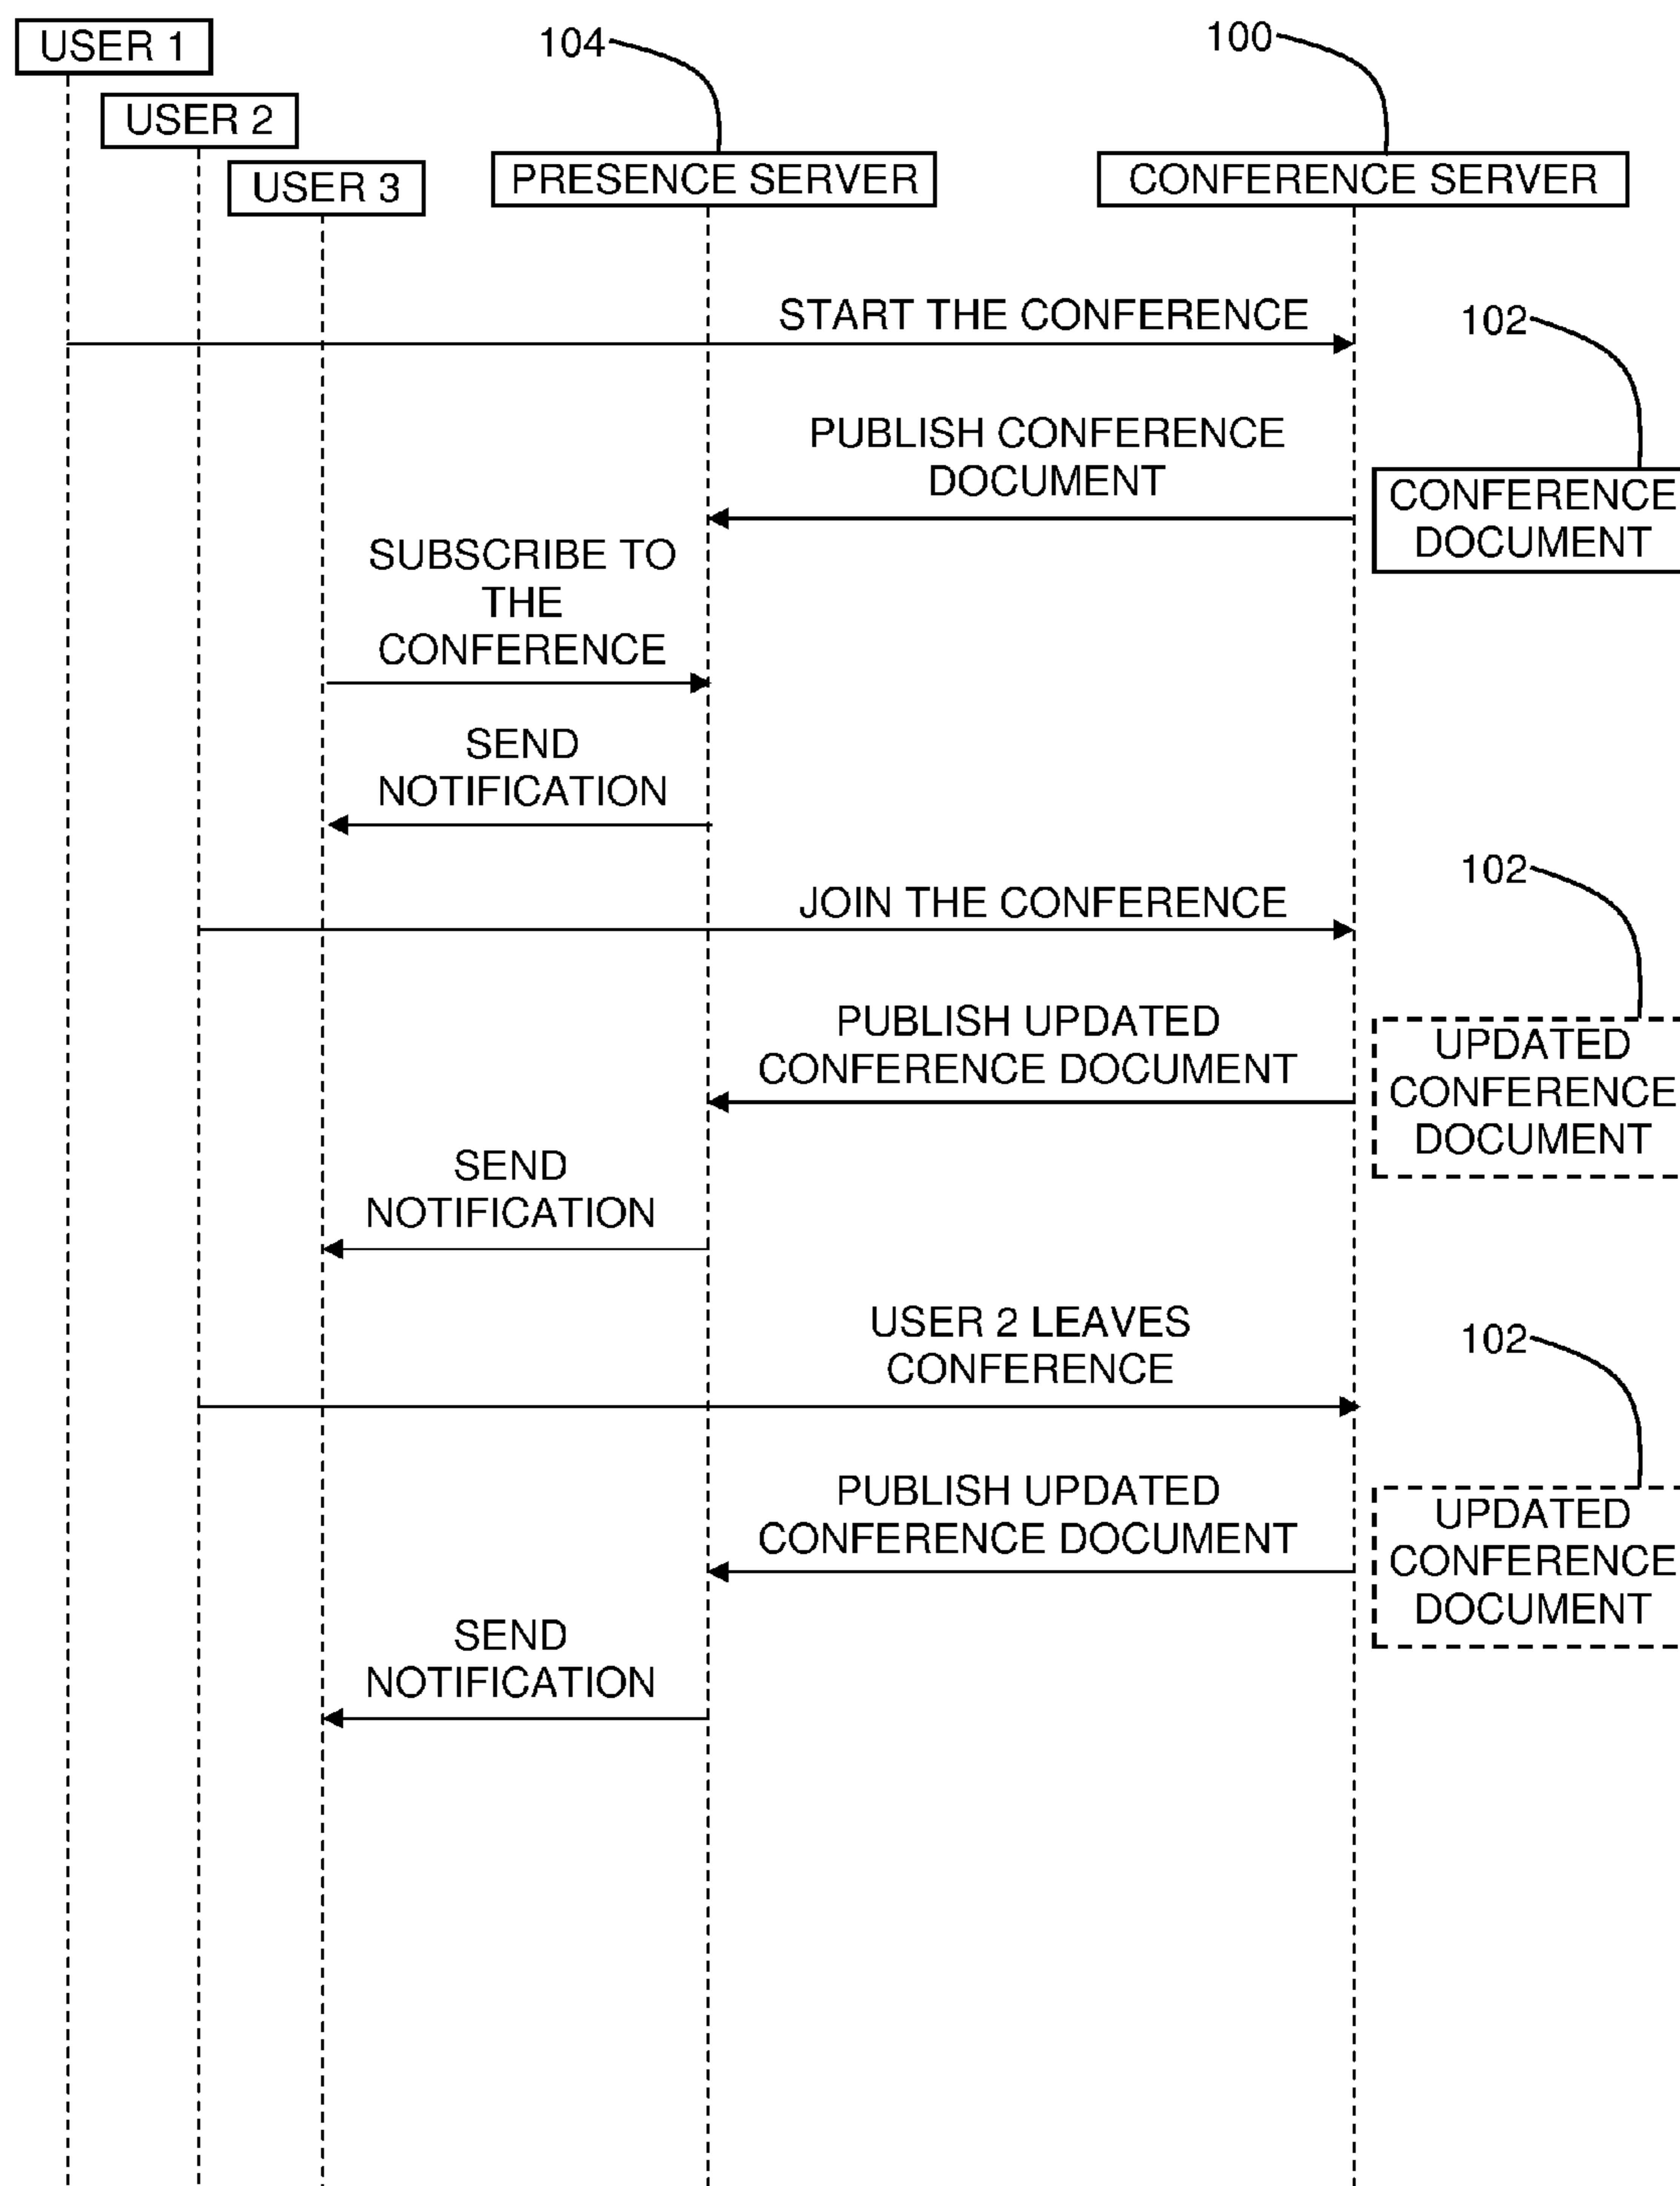 USER 1
104
100
USER 2
USER 3
PRESENCE SERVER
CONFERENCE SERVER
START THE CONFERENCE
102
PUBLISH CONFERENCE
DOCUMENT
CONFERENCE
DOCUMENT
SUBSCRIBE TO
THE
CONFERENCE
SEND
NOTIFICATION
JOIN THE CONFERENCE
102
PUBLISH UPDATED
CONFERENCE DOCUMENT
UPDATED
CONFERENCE
DOCUMENT
SEND
NOTIFICATION
USER 2 LEAVES
CONFERENCE
102
PUBLISH UPDATED
CONFERENCE DOCUMENT
UPDATED
CONFERENCE
DOCUMENT
SEND
NOTIFICATION